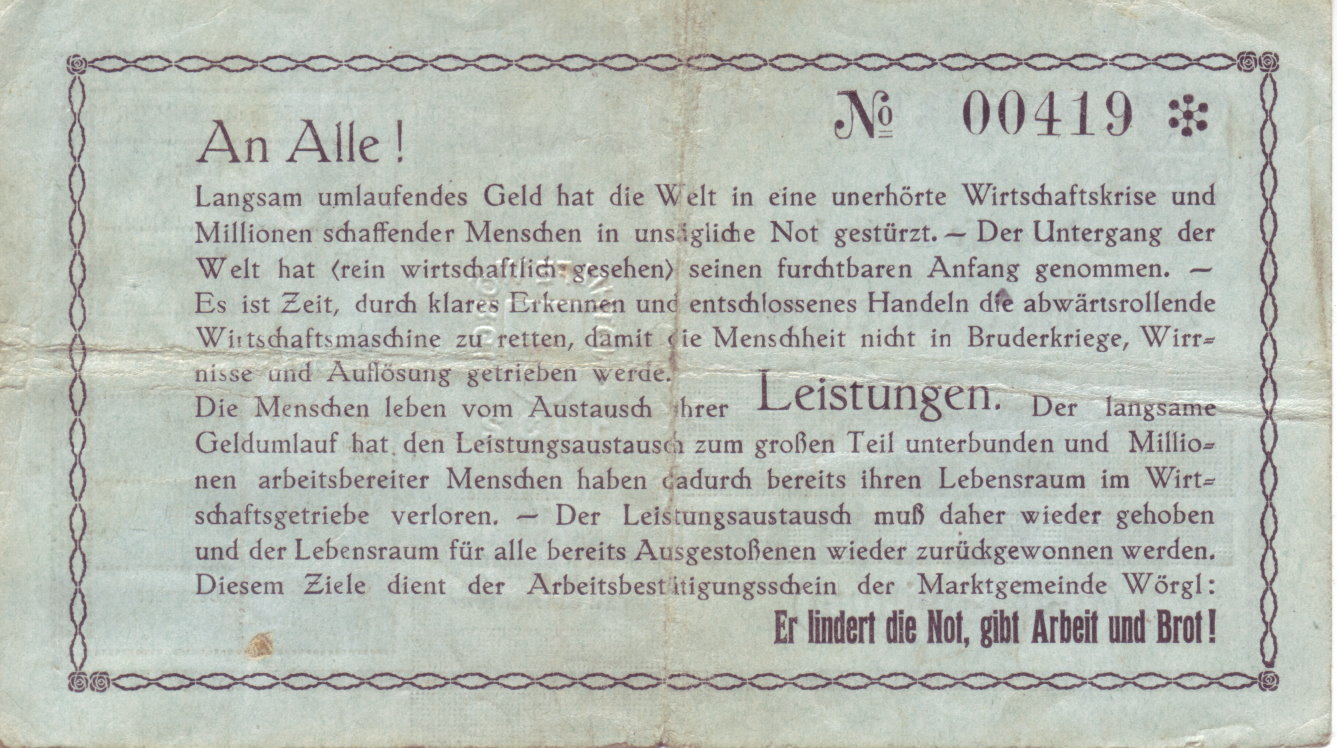 № 00419
An Alle!
Langsam umlaufendes Geld hat die Welt in eine unerhörte Wirtschaftskrise und
Millionen schaffender Menschen in unsägliche Not gestürzt. — Der Untergang der
Welt hat (rein wirtschaftlich gesehen) seinen furchtbaren Anfang genommen. —
Es ist Zeit, durch klares Erkennen und entschlossenes Handeln die abwärtsrollende
Wirtschaftsmaschine zu retten, damit die Menschheit nicht in Bruderkriege, Wirr=
nisse und Auflösung getrieben werde.
Die Menschen leben vom Austausch ihrer Leistungen. Der langsame
Geldumlauf hat den Leistungsaustausch zum großen Teil unterbunden und Millio=
nen arbeitsbereiter Menschen haben dadurch bereits ihren Lebensraum im Wirt=
schaftsgetriebe verloren. — Der Leistungsaustausch muß daher wieder gehoben
und der Lebensraum für alle bereits Ausgestoßenen wieder zurückgewonnen werden.
Diesem Ziele dient der Arbeitsbestätigungsschein der Marktgemeinde Wörgl:
Er lindert die Not, gibt Arbeit und Brot!